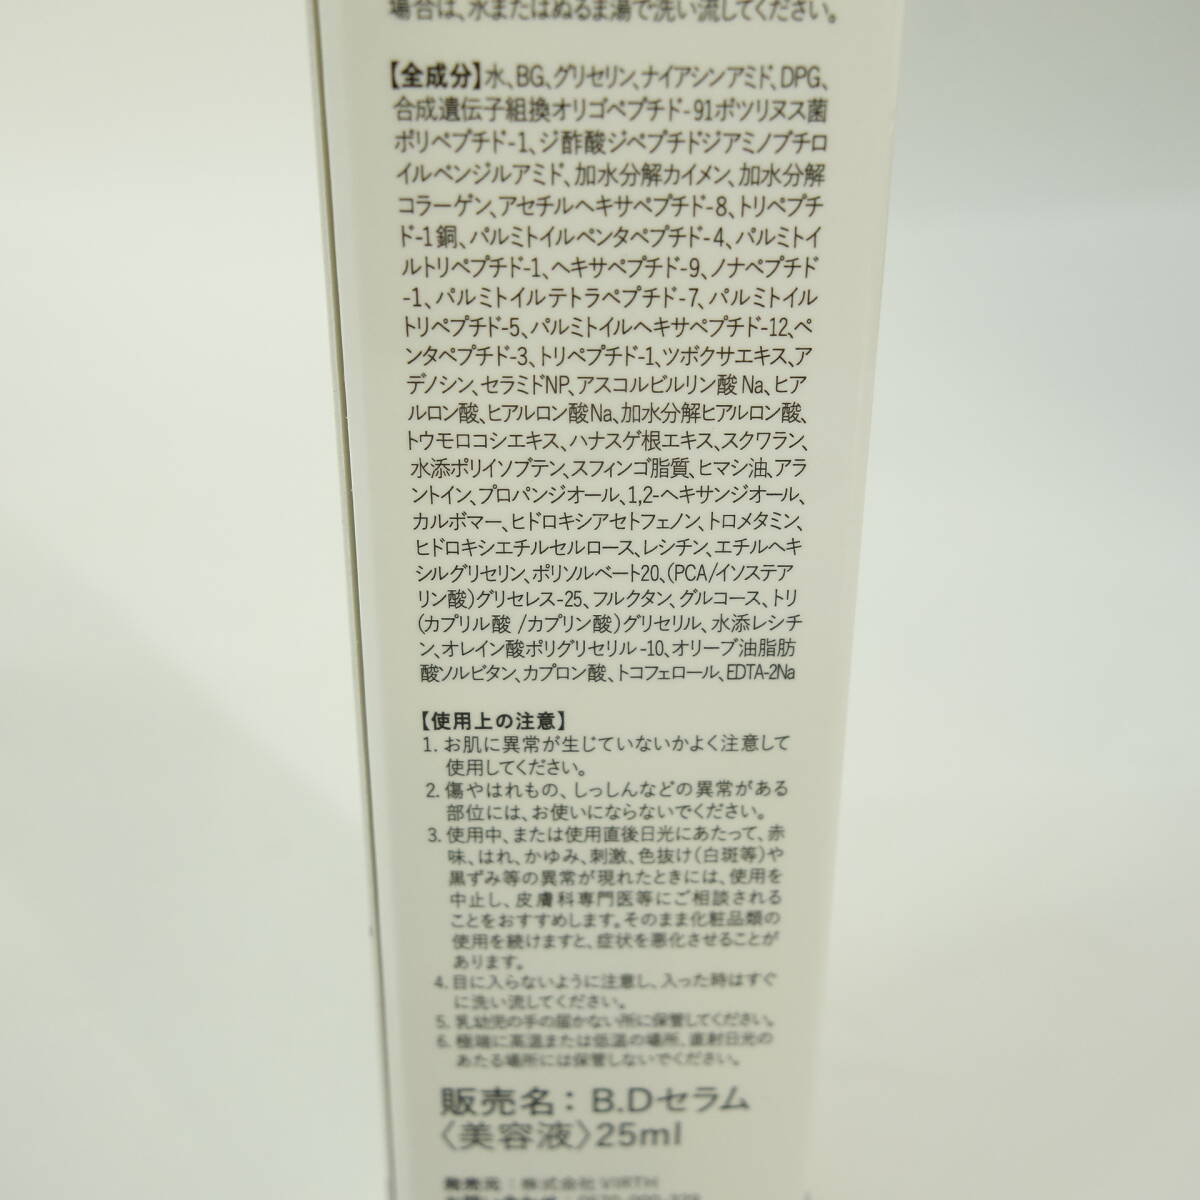 場合は、水またはぬるま湯で洗い流してください。
【全成分】水、BG、グリセリン、ナイアシンアミド、DPG、
合成遺伝子組換オリゴペプチド-91ボツリヌス菌
ポリペプチド-1、ジ酢酸ジペプチドジアミノブチロ
イルベンジルアミド、加水分解カイメン、加水分解
コラーゲン、アセチルヘキサペプチド-8、トリペプチ
ド-1銅、パルミトイルペンタペプチド-4、パルミトイ
ルトリペプチド-1、ヘキサペプチド-9、ノナペプチド
-1、パルミトイルテトラペプチド-7、パルミトイル
トリペプチド-5、パルミトイルヘキサペプチド-12、ペ
ンタペプチド-3、トリペプチド-1、ツボクサエキス、ア
デノシン、セラミドNP、アスコルビルリン酸Na、ヒア
ルロン酸、ヒアルロン酸Na、加水分解ヒアルロン酸、
トウモロコシエキス、ハナスゲ根エキス、スクワラン、
水添ポリイソブテン、スフィンゴ脂質、ヒマシ油、アラ
ントイン、プロパンジオール、1,2-ヘキサンジオール、
カルボマー、ヒドロキシアセトフェノン、トロメタミン、
ヒドロキシエチルセルロース、レシチン、エチルヘキ
シルグリセリン、ポリソルベート20、(PCA/イソステア
リン酸)グリセレス-25、フルクタン、グルコース、トリ
(カプリル酸 /カプリン酸)グリセリル、水添レシチ
ン、オレイン酸ポリグリセリル-10、オリーブ油脂肪
酸ソルビタン、カプロン酸、トコフェロール、EDTA-2Na
【使用上の注意】
1. お肌に異常が生じていないかよく注意して
使用してください。
2. 傷やはれもの、しっしんなどの異常がある
部位には、お使いにならないでください。
3. 使用中、または使用直後日光にあたって、赤
味、はれ、かゆみ、刺激、色抜け(白斑等)や
黒ずみ等の異常が現れたときには、使用を
中止し、皮膚科専門医等にご相談される
ことをおすすめします。そのまま化粧品類の
使用を続けますと、症状を悪化させることが
あります。
4. 目に入らないように注意し、入った時はすぐ
に洗い流してください。
5. 乳幼児の手の届かない所に保管してください。
6. 極端に高温または低温の場所、直射日光の
あたる場所には保管しないでください。
販売名：B.Dセラム
〈美容液〉25ml
発売元：株式会社VIRTH